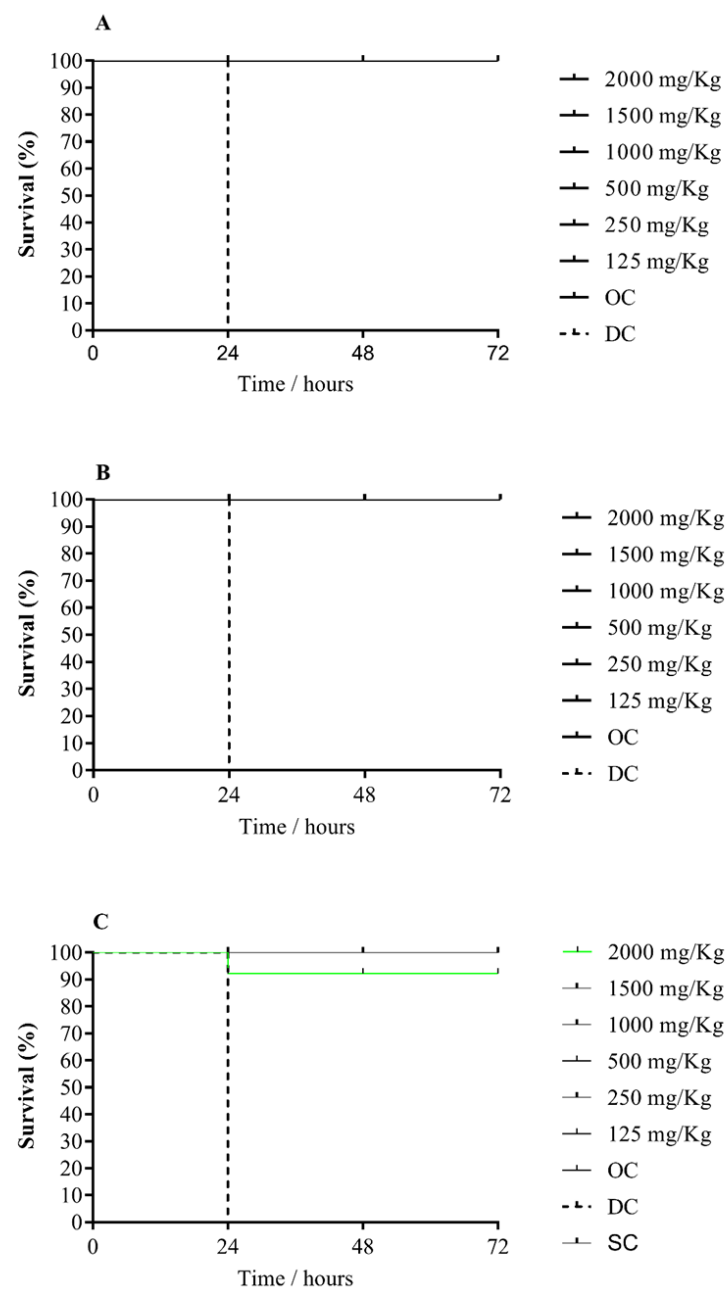 A
Survival (%)
100
90
80
70
60
50
40
30
20
10
0
0 24 48 72
Time / hours
2000 mg/Kg
1500 mg/Kg
1000 mg/Kg
500 mg/Kg
250 mg/Kg
125 mg/Kg
OC
DC
B
Survival (%)
100
90
80
70
60
50
40
30
20
10
0
0 24 48 72
Time / hours
2000 mg/Kg
1500 mg/Kg
1000 mg/Kg
500 mg/Kg
250 mg/Kg
125 mg/Kg
OC
DC
C
Survival (%)
100
90
80
70
60
50
40
30
20
10
0
0 24 48 72
Time / hours
2000 mg/Kg
1500 mg/Kg
1000 mg/Kg
500 mg/Kg
250 mg/Kg
125 mg/Kg
OC
DC
SC